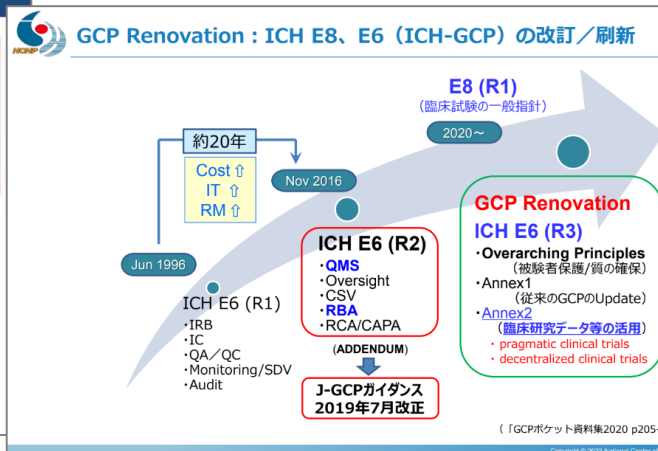 NCNP
GCP Renovation：ICH E8、E6（ICH-GCP）の改訂／刷新
E8 (R1)
（臨床試験の一般指針）
2020～
約20年
Cost ⇧
IT ⇧
RM ⇧
Nov 2016
Jun 1996
ICH E6 (R1)
・IRB
・IC
・QA／QC
・Monitoring/SDV
・Audit
ICH E6 (R2)
・QMS
・Oversight
・CSV
・RBA
・RCA/CAPA
(ADDENDUM)
J-GCPガイダンス
2019年7月改正
GCP Renovation
ICH E6 (R3)
・Overarching Principles
（被験者保護/質の確保）
・Annex1
（従来のGCPのUpdate）
・Annex2
（臨床研究データ等の活用）
・pragmatic clinical trials
・decentralized clinical trials
（「GCPポケット資料集2020 p205-